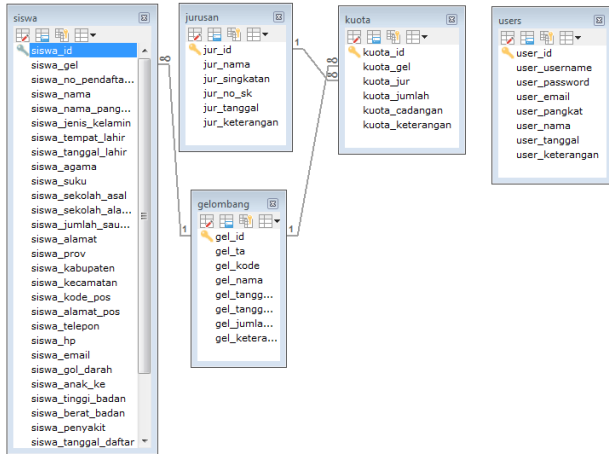 siswa
siswa_id
siswa_gel
siswa_no_pendafta...
siswa_nama
siswa_nama_pang...
siswa_jenis_kelamin
siswa_tempat_lahir
siswa_tanggal_lahir
siswa_agama
siswa_suku
siswa_sekolah_asal
siswa_sekolah_ala...
siswa_jumlah_sau...
siswa_alamat
siswa_prov
siswa_kabupaten
siswa_kecamatan
siswa_kode_pos
siswa_alamat_pos
siswa_telepon
siswa_hp
siswa_email
siswa_gol_darah
siswa_anak_ke
siswa_tinggi_badan
siswa_berat_badan
siswa_penyakit
siswa_tanggal_daftar
jurusan
jur_id
jur_nama
jur_singkatan
jur_no_sk
jur_tanggal
jur_keterangan
kuota
kuota_id
kuota_gel
kuota_jur
kuota_jumlah
kuota_cadangan
kuota_keterangan
users
user_id
user_username
user_password
user_email
user_pangkat
user_nama
user_tanggal
user_keterangan
gelombang
gel_id
gel_ta
gel_kode
gel_nama
gel_tangg...
gel_tangg...
gel_jumla...
gel_ketera...
∞
1
1
1
∞
∞